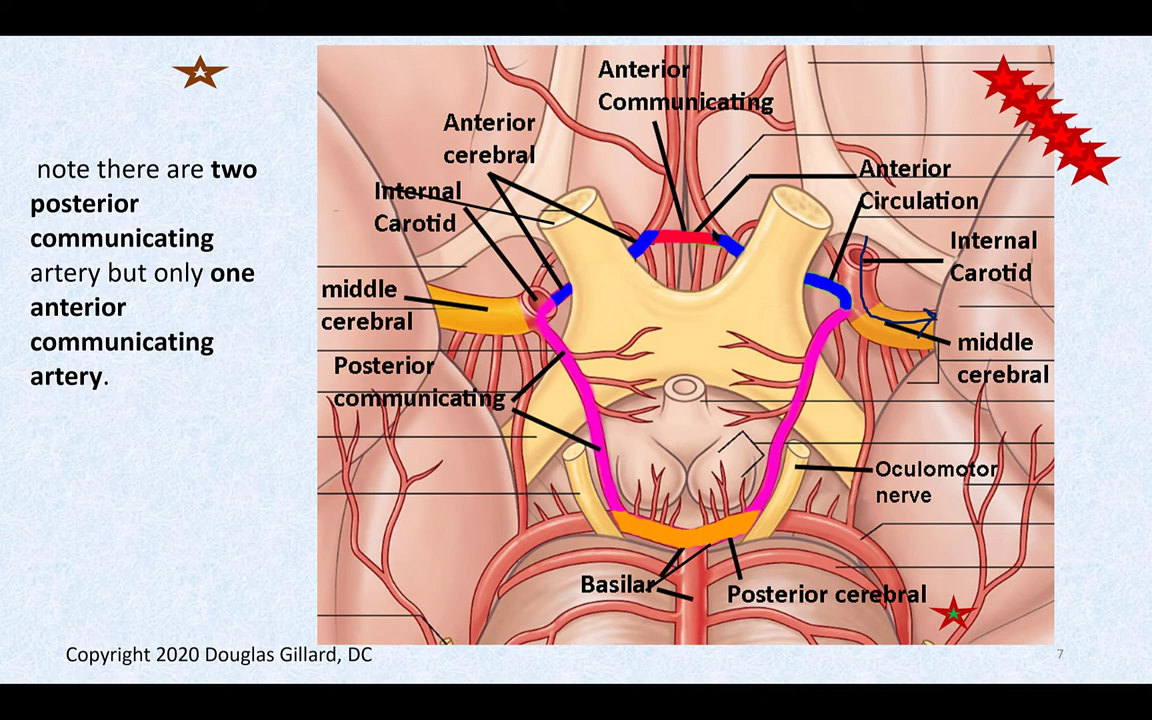 note there are two
posterior
communicating
artery but only one
anterior
communicating
artery.
Anterior
Communicating
Anterior
cerebral
Internal
Carotid
middle
cerebral
Posterior
communicating
Anterior
Circulation
Internal
Carotid
middle
cerebral
Oculomotor
nerve
Basilar
Posterior cerebral
Copyright 2020 Douglas Gillard, DC
7